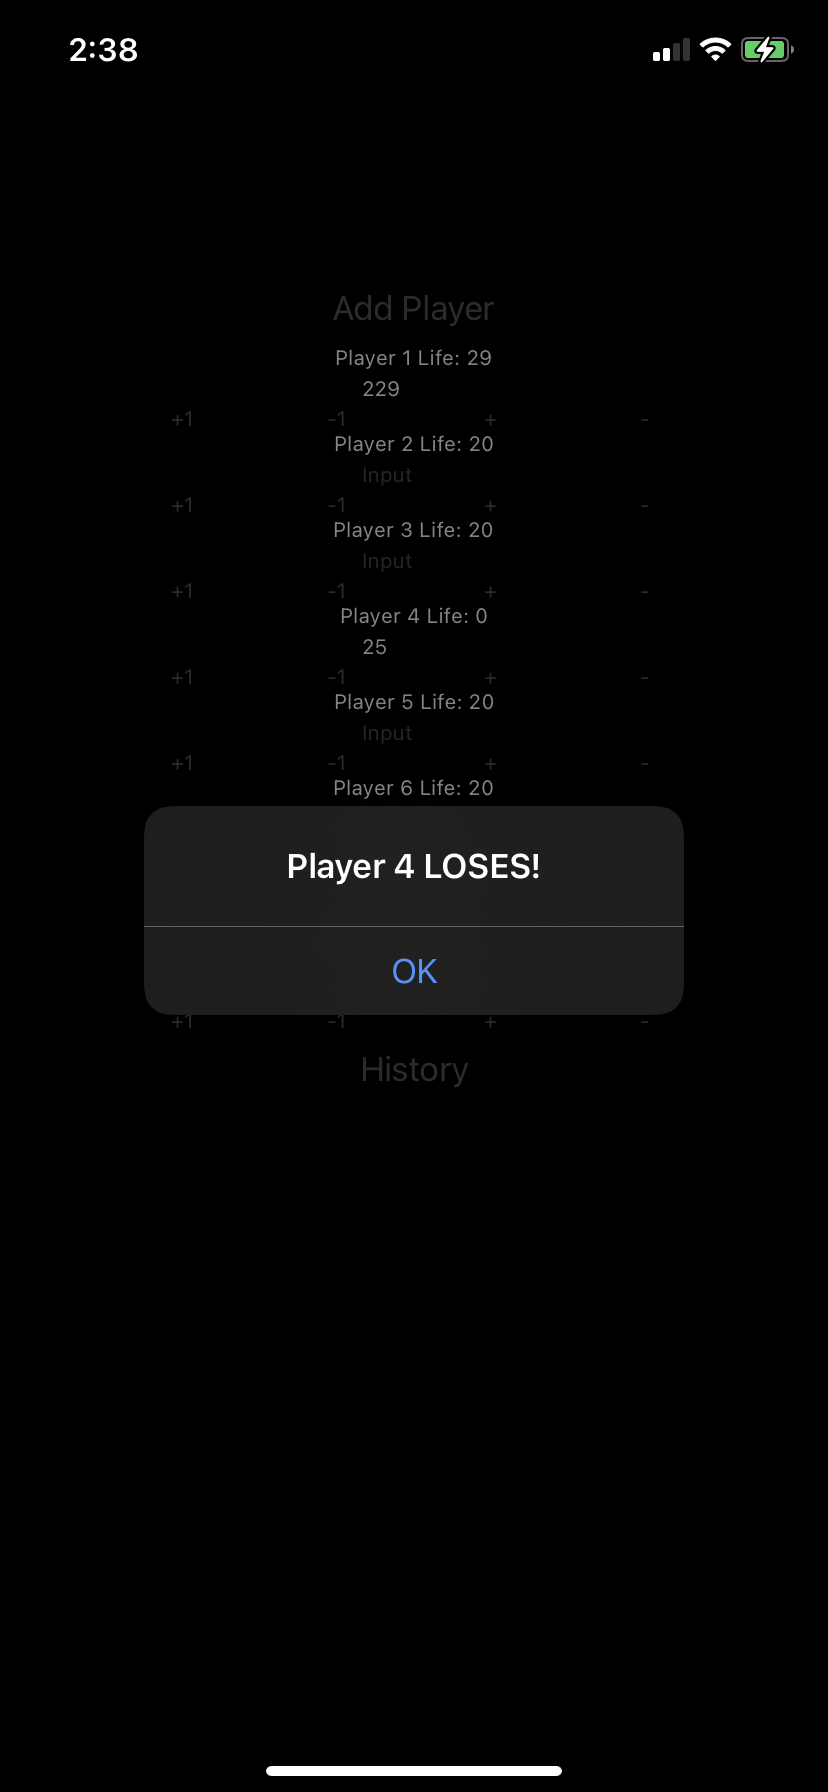 2:38
Add Player
Player 1 Life: 29
229
+1 -1 + -
Player 2 Life: 20
Input
+1 -1 + -
Player 3 Life: 20
Input
+1 -1 + -
Player 4 Life: 0
25
+1 -1 + -
Player 5 Life: 20
Input
+1 -1 + -
Player 6 Life: 20
Player 4 LOSES!
OK
+1 -1 + -
History